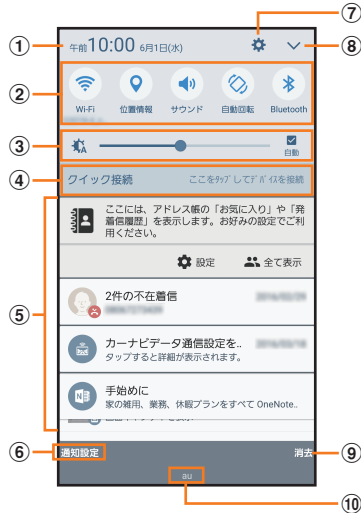 ⑦
① 午前10:00 6月1日(水) ⑧
②
Wi-Fi 位置情報 サウンド 自動回転 Bluetooth
③ 自動
④ クイック接続 ここをタップしてデバイスを接続
ここには、アドレス帳の「お気に入り」や「発
着信履歴」を表示します。お好みの設定でご利
用ください。
設定 全て表示
⑤ 2件の不在着信
カーナビデータ通信設定を..
タップすると詳細が表示されます。
手始めに
家の雑用、業務、休暇プランをすべて OneNote..
⑥ 通知設定 消去 ⑨
au
⑩